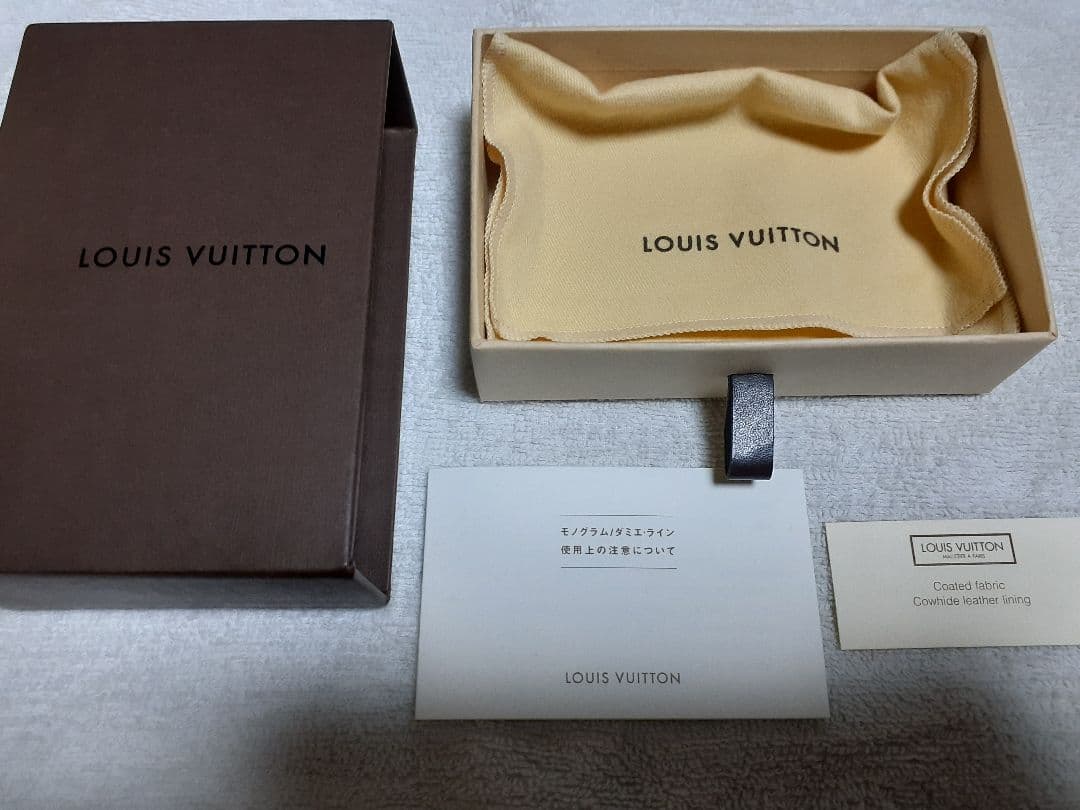 LOUIS VUITTON
LOUIS VUITTON
モノグラム/ダミエ・ライン
使用上の注意について
LOUIS VUITTON
LOUIS VUITTON
MALLETIER À PARIS
Coated fabric
Cowhide leather lining